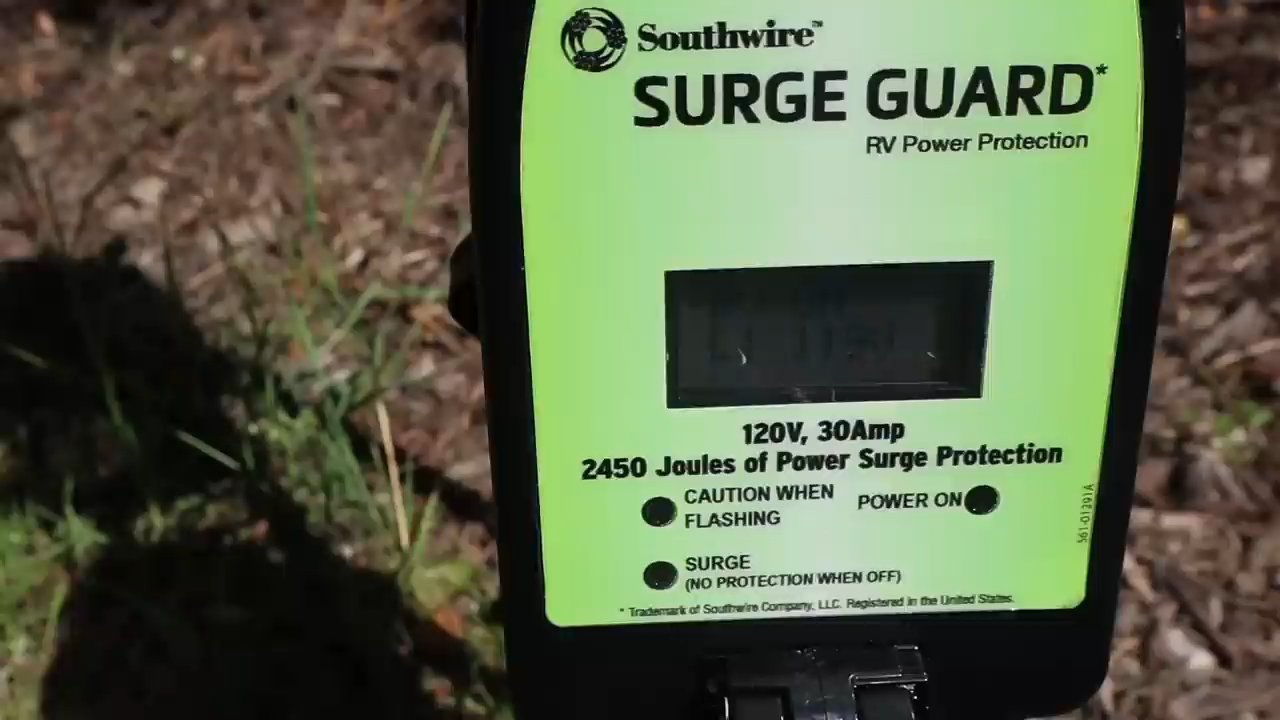 Southwire™
SURGE GUARD*
RV Power Protection
120V, 30Amp
2450 Joules of Power Surge Protection
CAUTION WHEN
FLASHING
POWER ON
SURGE
(NO PROTECTION WHEN OFF)
* Trademark of Southwire Company, LLC. Registered in the United States.
561-01291A